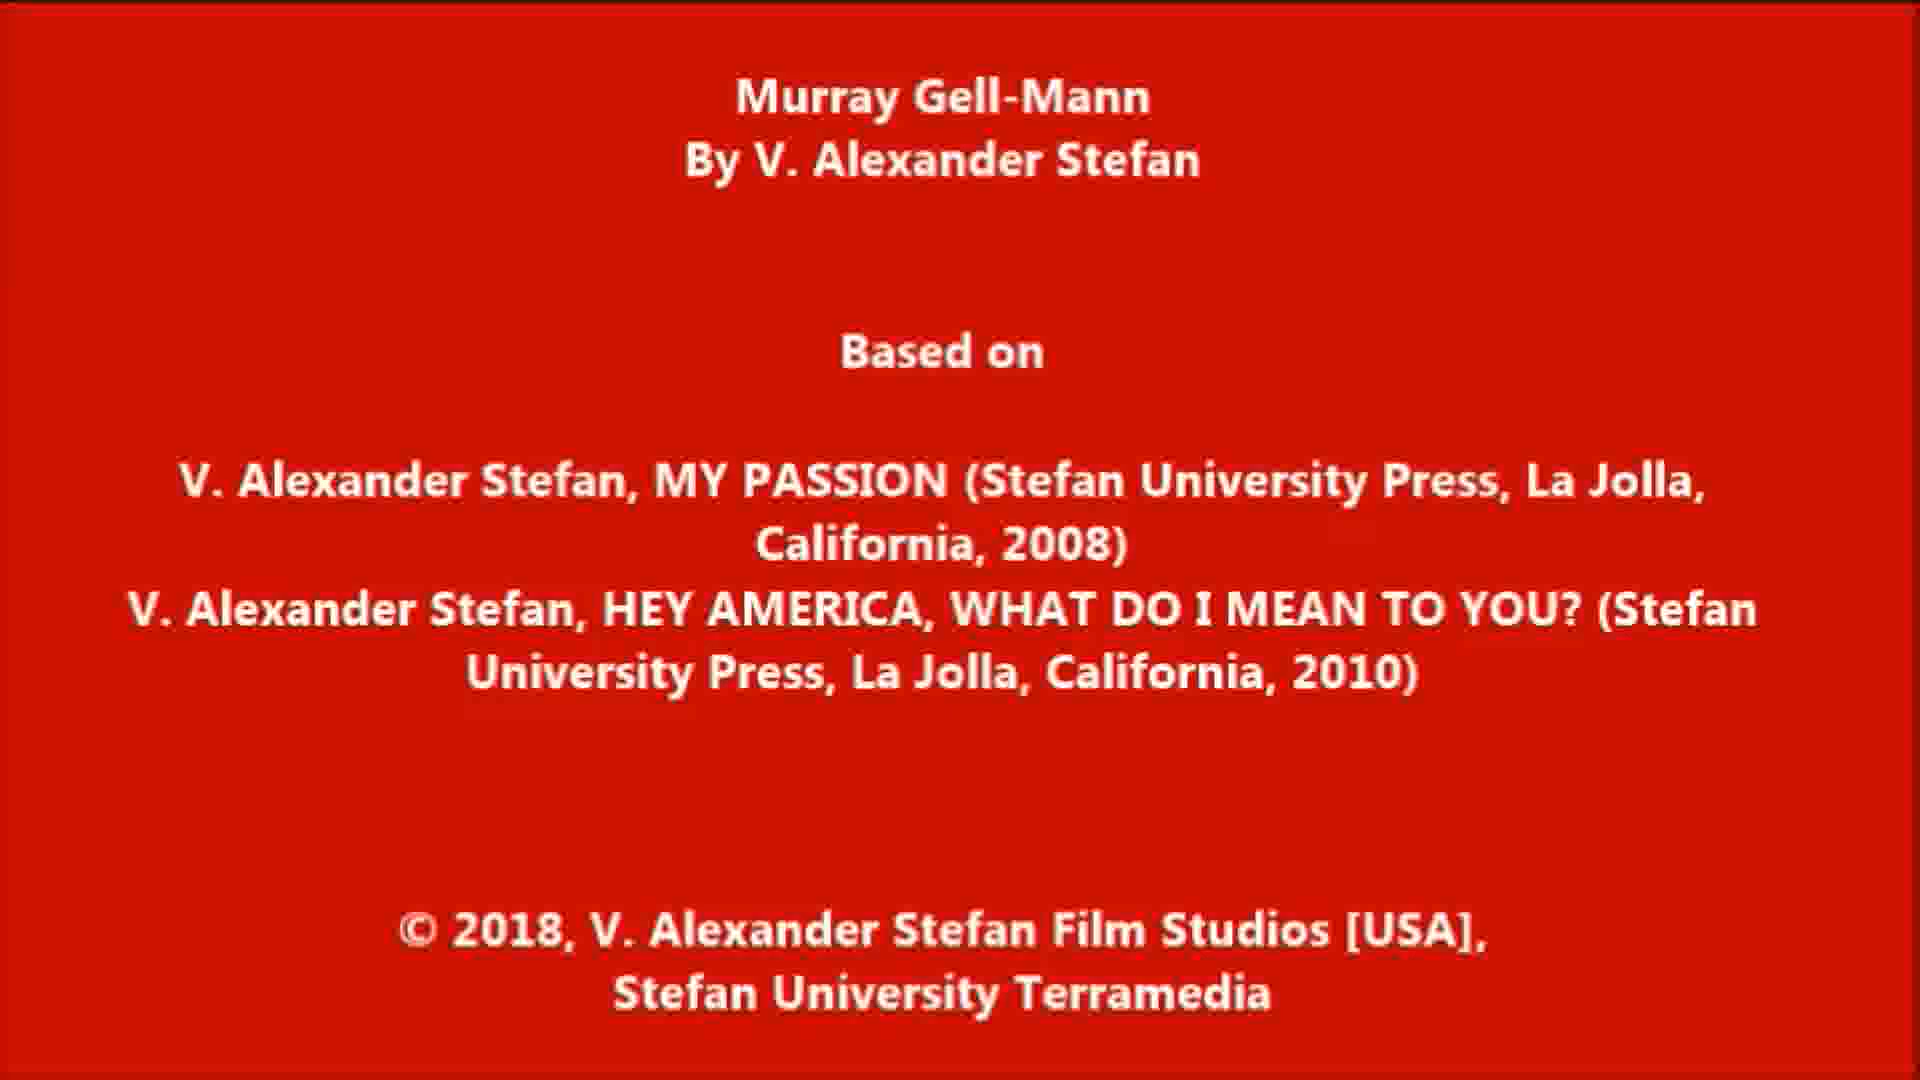 Murray Gell-Mann
By V. Alexander Stefan
Based on
V. Alexander Stefan, MY PASSION (Stefan University Press, La Jolla,
California, 2008)
V. Alexander Stefan, HEY AMERICA, WHAT DO I MEAN TO YOU? (Stefan
University Press, La Jolla, California, 2010)
© 2018, V. Alexander Stefan Film Studios [USA],
Stefan University Terramedia